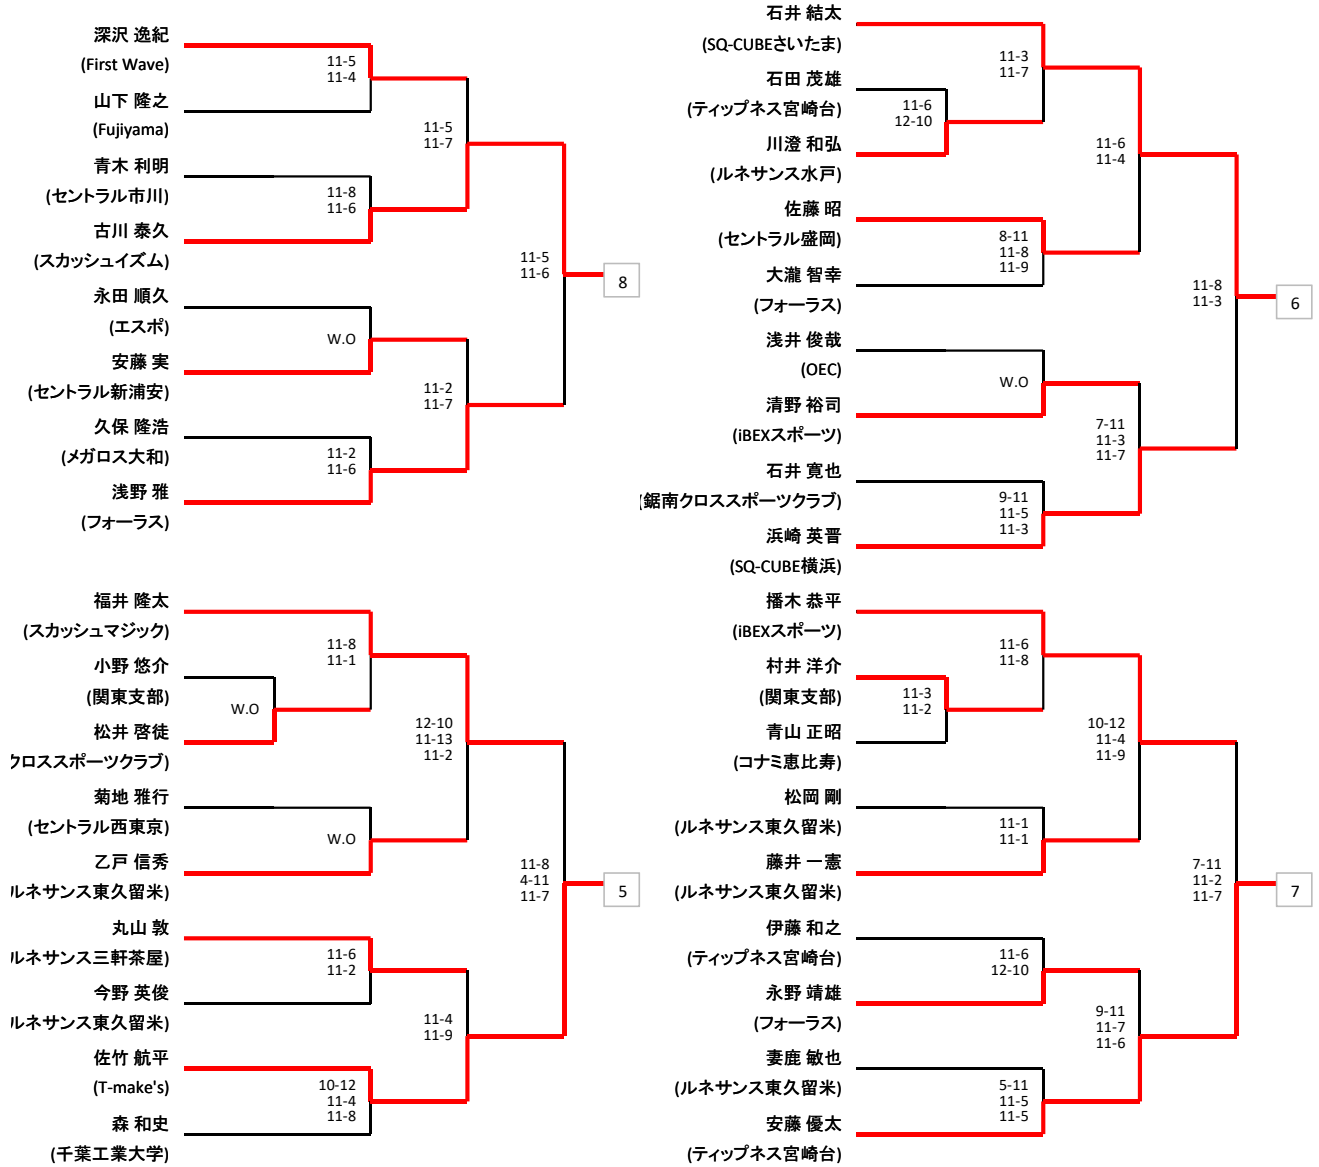 深沢 逸紀
(First Wave)
11-5
11-4
山下 隆之
(Fujiyama)
11-5
11-7
青木 利明
(セントラル市川)
11-8
11-6
古川 泰久
(スカッシュイズム)
11-5
11-6
8
永田 順久
(エスポ)
W.O
安藤 実
(セントラル新浦安)
11-2
11-7
久保 隆浩
(メガロス大和)
11-2
11-6
浅野 雅
(フォーラス)
福井 隆太
(スカッシュマジック)
11-8
11-1
小野 悠介
(関東支部)
W.O
松井 啓徒
クロススポーツクラブ)
12-10
11-13
11-2
菊地 雅行
(セントラル西東京)
W.O
乙戸 信秀
ルネサンス東久留米)
11-8
4-11
11-7
5
丸山 敦
ルネサンス三軒茶屋)
11-6
11-2
今野 英俊
ルネサンス東久留米)
11-4
11-9
佐竹 航平
(T-make's)
10-12
11-4
11-8
森 和史
(千葉工業大学)
石井 結太
(SQ-CUBEさいたま)
11-3
11-7
石田 茂雄
(ティップネス宮崎台)
11-6
12-10
川澄 和弘
(ルネサンス水戸)
11-6
11-4
佐藤 昭
(セントラル盛岡)
8-11
11-8
11-9
大瀧 智幸
(フォーラス)
11-8
11-3
6
浅井 俊哉
(OEC)
W.O
清野 裕司
(iBEXスポーツ)
7-11
11-3
11-7
石井 寛也
(鋸南クロススポーツクラブ)
9-11
11-5
11-3
浜崎 英晋
(SQ-CUBE横浜)
播木 恭平
(iBEXスポーツ)
11-6
11-8
村井 洋介
(関東支部)
11-3
11-2
青山 正昭
(コナミ恵比寿)
10-12
11-4
11-9
松岡 剛
(ルネサンス東久留米)
11-1
11-1
藤井 一憲
(ルネサンス東久留米)
7-11
11-2
11-7
7
伊藤 和之
(ティップネス宮崎台)
11-6
12-10
永野 靖雄
(フォーラス)
9-11
11-7
11-6
妻鹿 敏也
(ルネサンス東久留米)
5-11
11-5
11-5
安藤 優太
(ティップネス宮崎台)